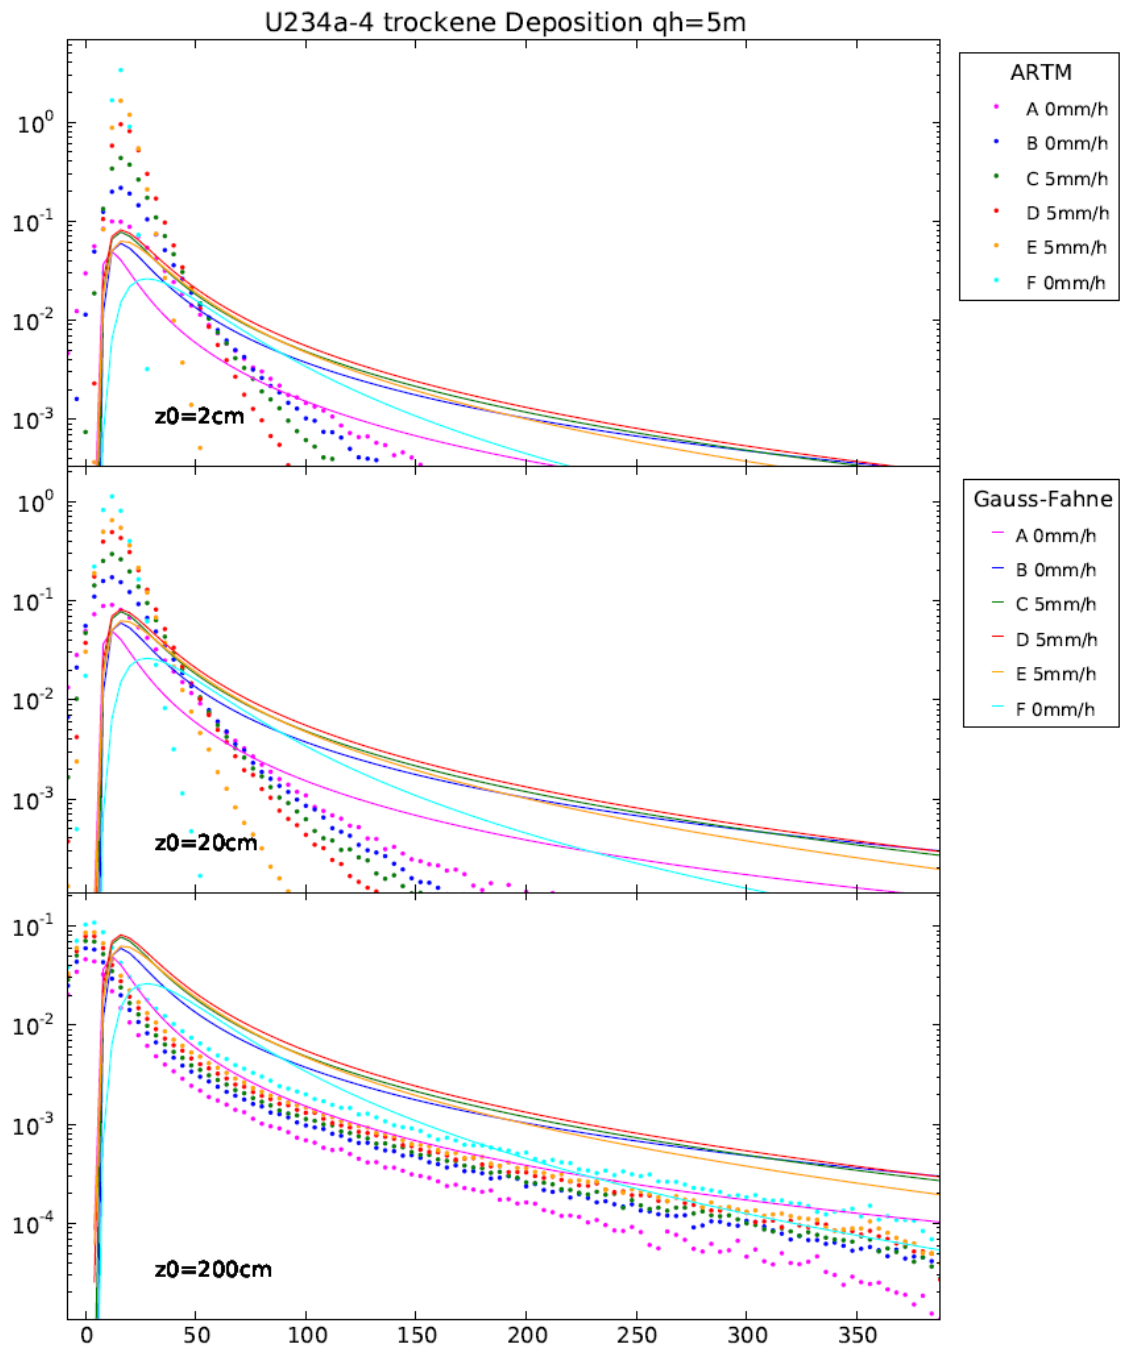 U234a-4 trockene Deposition qh=5m
10^0
10^-1
10^-2
10^-3
z0=2cm
ARTM
A 0mm/h
B 0mm/h
C 5mm/h
D 5mm/h
E 5mm/h
F 0mm/h
10^0
10^-1
10^-2
10^-3
z0=20cm
Gauss-Fahne
A 0mm/h
B 0mm/h
C 5mm/h
D 5mm/h
E 5mm/h
F 0mm/h
10^-1
10^-2
10^-3
10^-4
z0=200cm
0 50 100 150 200 250 300 350